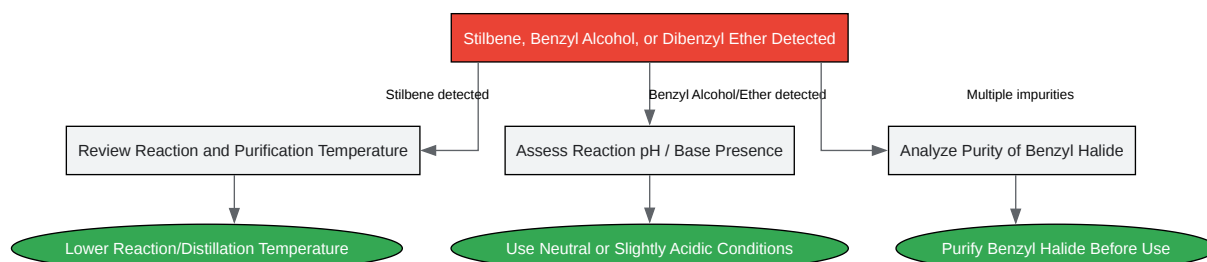 Stilbene, Benzyl Alcohol, or Dibenzyl Ether Detected
Stilbene detected
Benzyl Alcohol/Ether detected
Multiple impurities
Review Reaction and Purification Temperature
Assess Reaction pH / Base Presence
Analyze Purity of Benzyl Halide
Lower Reaction/Distillation Temperature
Use Neutral or Slightly Acidic Conditions
Purify Benzyl Halide Before Use